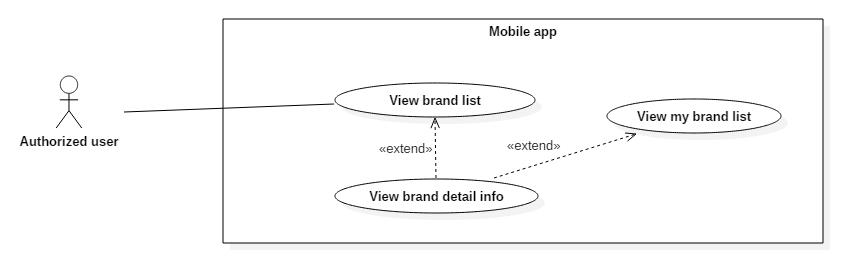 Mobile app
View brand list
View my brand list
Authorized user
«extend»
«extend»
View brand detail info